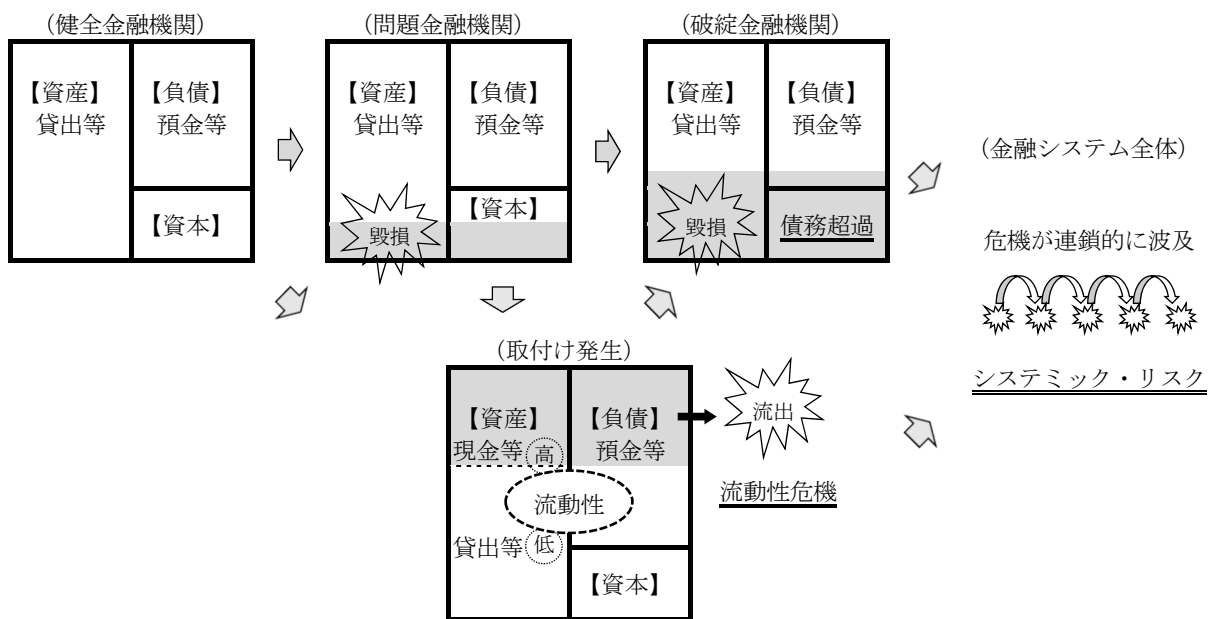 （健全金融機関）
【資産】
貸出等
【負債】
預金等
【資本】
（問題金融機関）
【資産】
貸出等
【負債】
預金等
【資本】
毀損
（破綻金融機関）
【資産】
貸出等
【負債】
預金等
毀損
債務超過
（金融システム全体）
危機が連鎖的に波及
システミック・リスク
（取付け発生）
【資産】
現金等
高
【負債】
預金等
流出
流動性
流動性危機
貸出等
低
【資本】